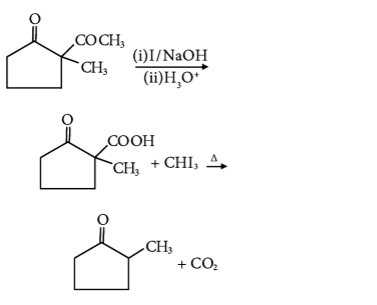 O
COCH₃
CH₃
(i)I/NaOH
(ii)H₃O⁺
O
COOH
CH₃ + CHI₃ Δ
O
CH₃
+ CO₂